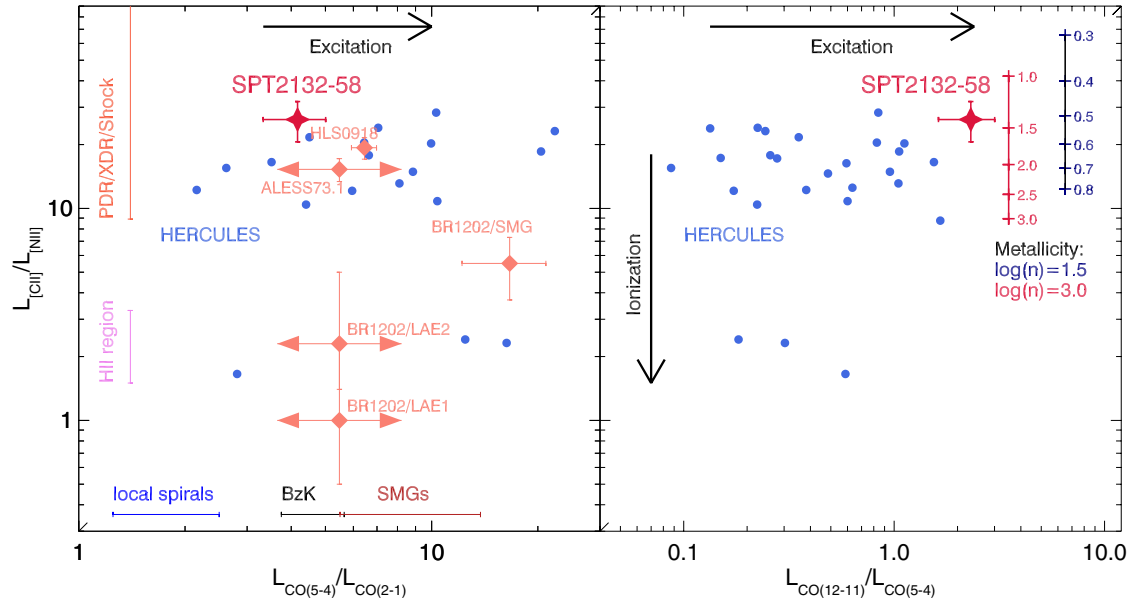 Excitation
SPT2132-58
HLS0918
ALESS73.1
PDR/XDR/Shock
HERCULES
BR1202/SMG
HII region
BR1202/LAE2
BR1202/LAE1
local spirals
BzK
SMGs
L[CII]/L[NII]
10
1
1
10
LCO(5-4)/LCO(2-1)
Excitation
SPT2132-58
0.3
0.4
0.5
0.6
0.7
0.8
1.0
1.5
2.0
2.5
3.0
HERCULES
Ionization
Metallicity:
log(n)=1.5
log(n)=3.0
0.1
1.0
10.0
LCO(12-11)/LCO(5-4)